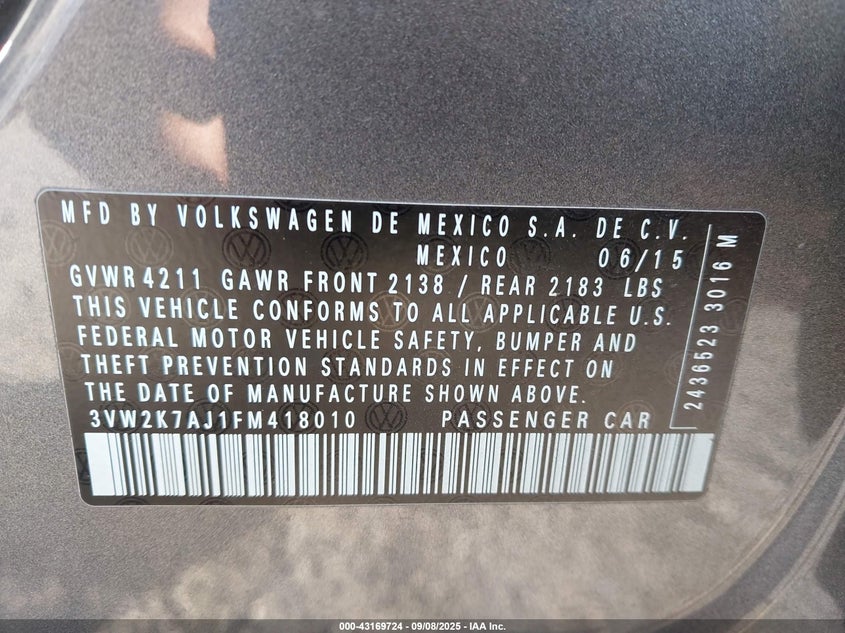 MFD BY VOLKSWAGEN DE MEXICO S.A. DE C.V.
MEXICO 06/15
GVWR 4211 GAWR FRONT 2138 / REAR 2183 LBS
THIS VEHICLE CONFORMS TO ALL APPLICABLE U.S.
FEDERAL MOTOR VEHICLE SAFETY, BUMPER AND
THEFT PREVENTION STANDARDS IN EFFECT ON
THE DATE OF MANUFACTURE SHOWN ABOVE.
3VW2K7AJ1FM418010 PASSENGER CAR
2436523 3016 M
000-43169724 - 09/08/2025 - IAA Inc.